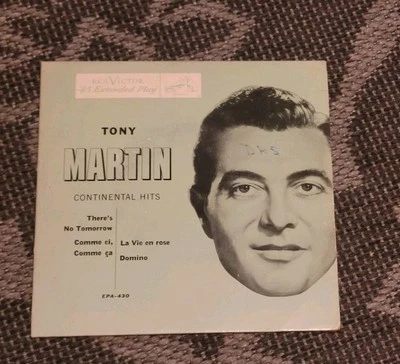 RCA VICTOR
45 Extended Play
TONY
MARTIN
CONTINENTAL HITS
There's
No Tomorrow
Comme ci,
Comme ça
La Vie en rose
Domino
EPA-430
DHS